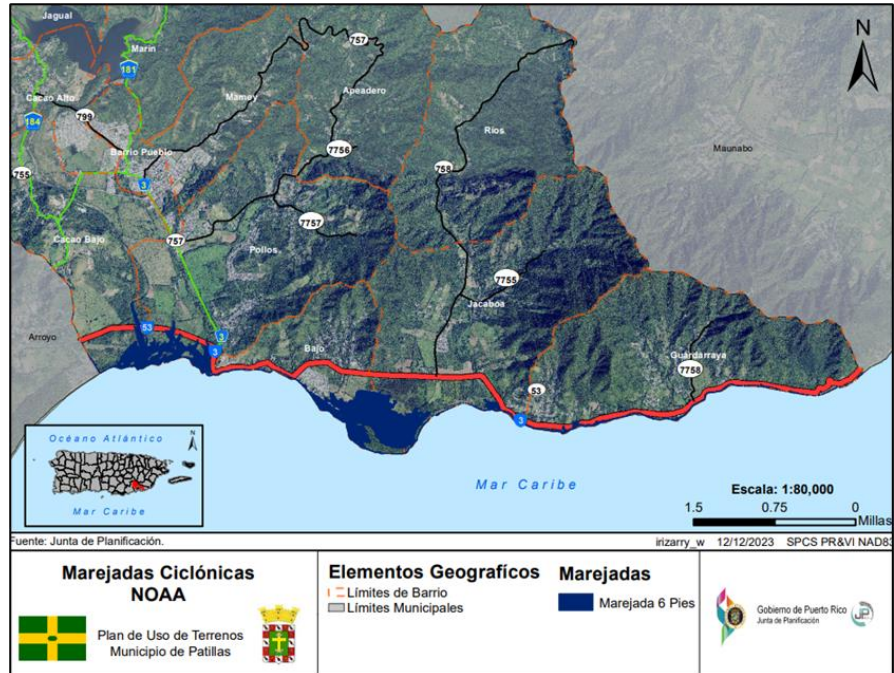 Jagual
Marín
181
757
Cacao Alto
Mamey
Apeadero
N
184
799
Ríos
Barrio Pueblo
7756
Maunabo
755
3
758
Cacao Bajo
757
Pollos
7757
7755
Jacaboa
Arroyo
53
3
3
Bajo
Guardarraya
7758
53
3
Océano Atlántico
N
Mar Caribe
Mar Caribe
Escala: 1:80,000
1.5 0.75 0
Millas
Fuente: Junta de Planificación.
irizarry_w 12/12/2023 SPCS PR&VI NAD83
Marejadas Ciclónicas
NOAA
Plan de Uso de Terrenos
Municipio de Patillas
Elementos Geografícos
Límites de Barrio
Límites Municipales
Marejadas
Marejada 6 Pies
Gobierno de Puerto Rico
Junta de Planificación
JP